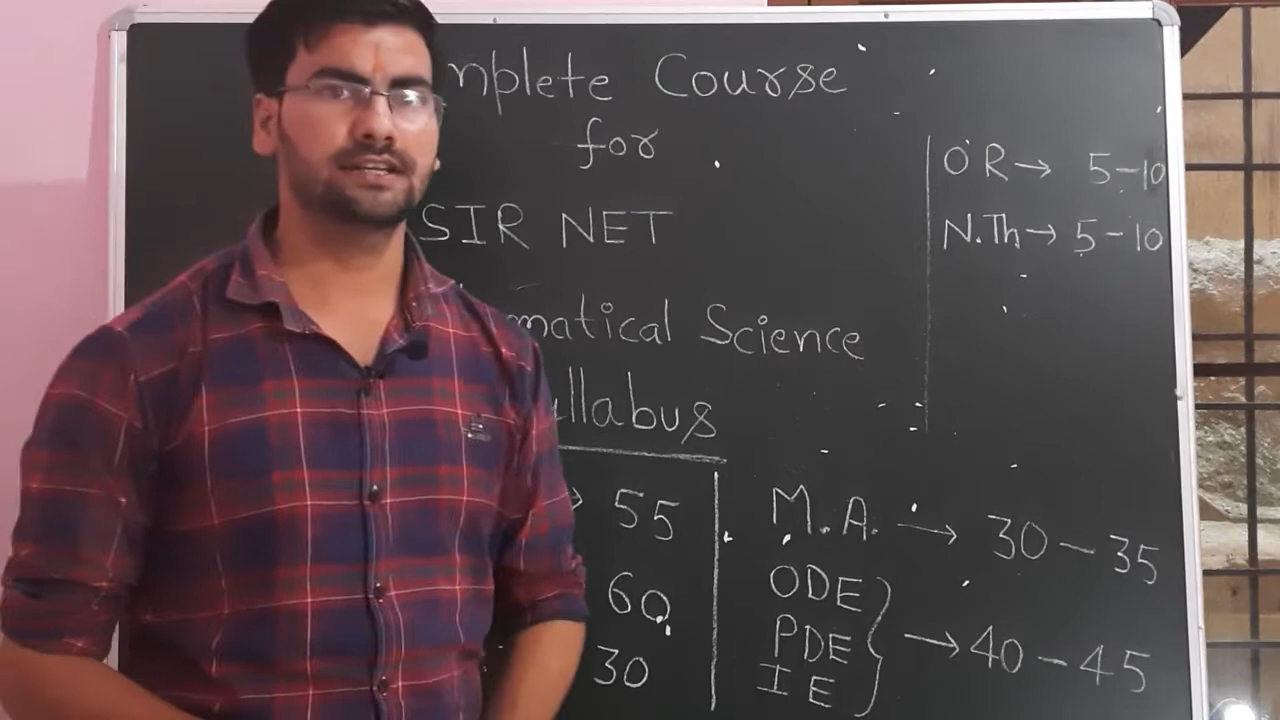 mplete Course
for
SIR NET
matical Science
llabus
→ 55
60
30
O R → 5-10
N.Th → 5-10
M.A. → 30-35
ODE
PDE
IE
→ 40-45